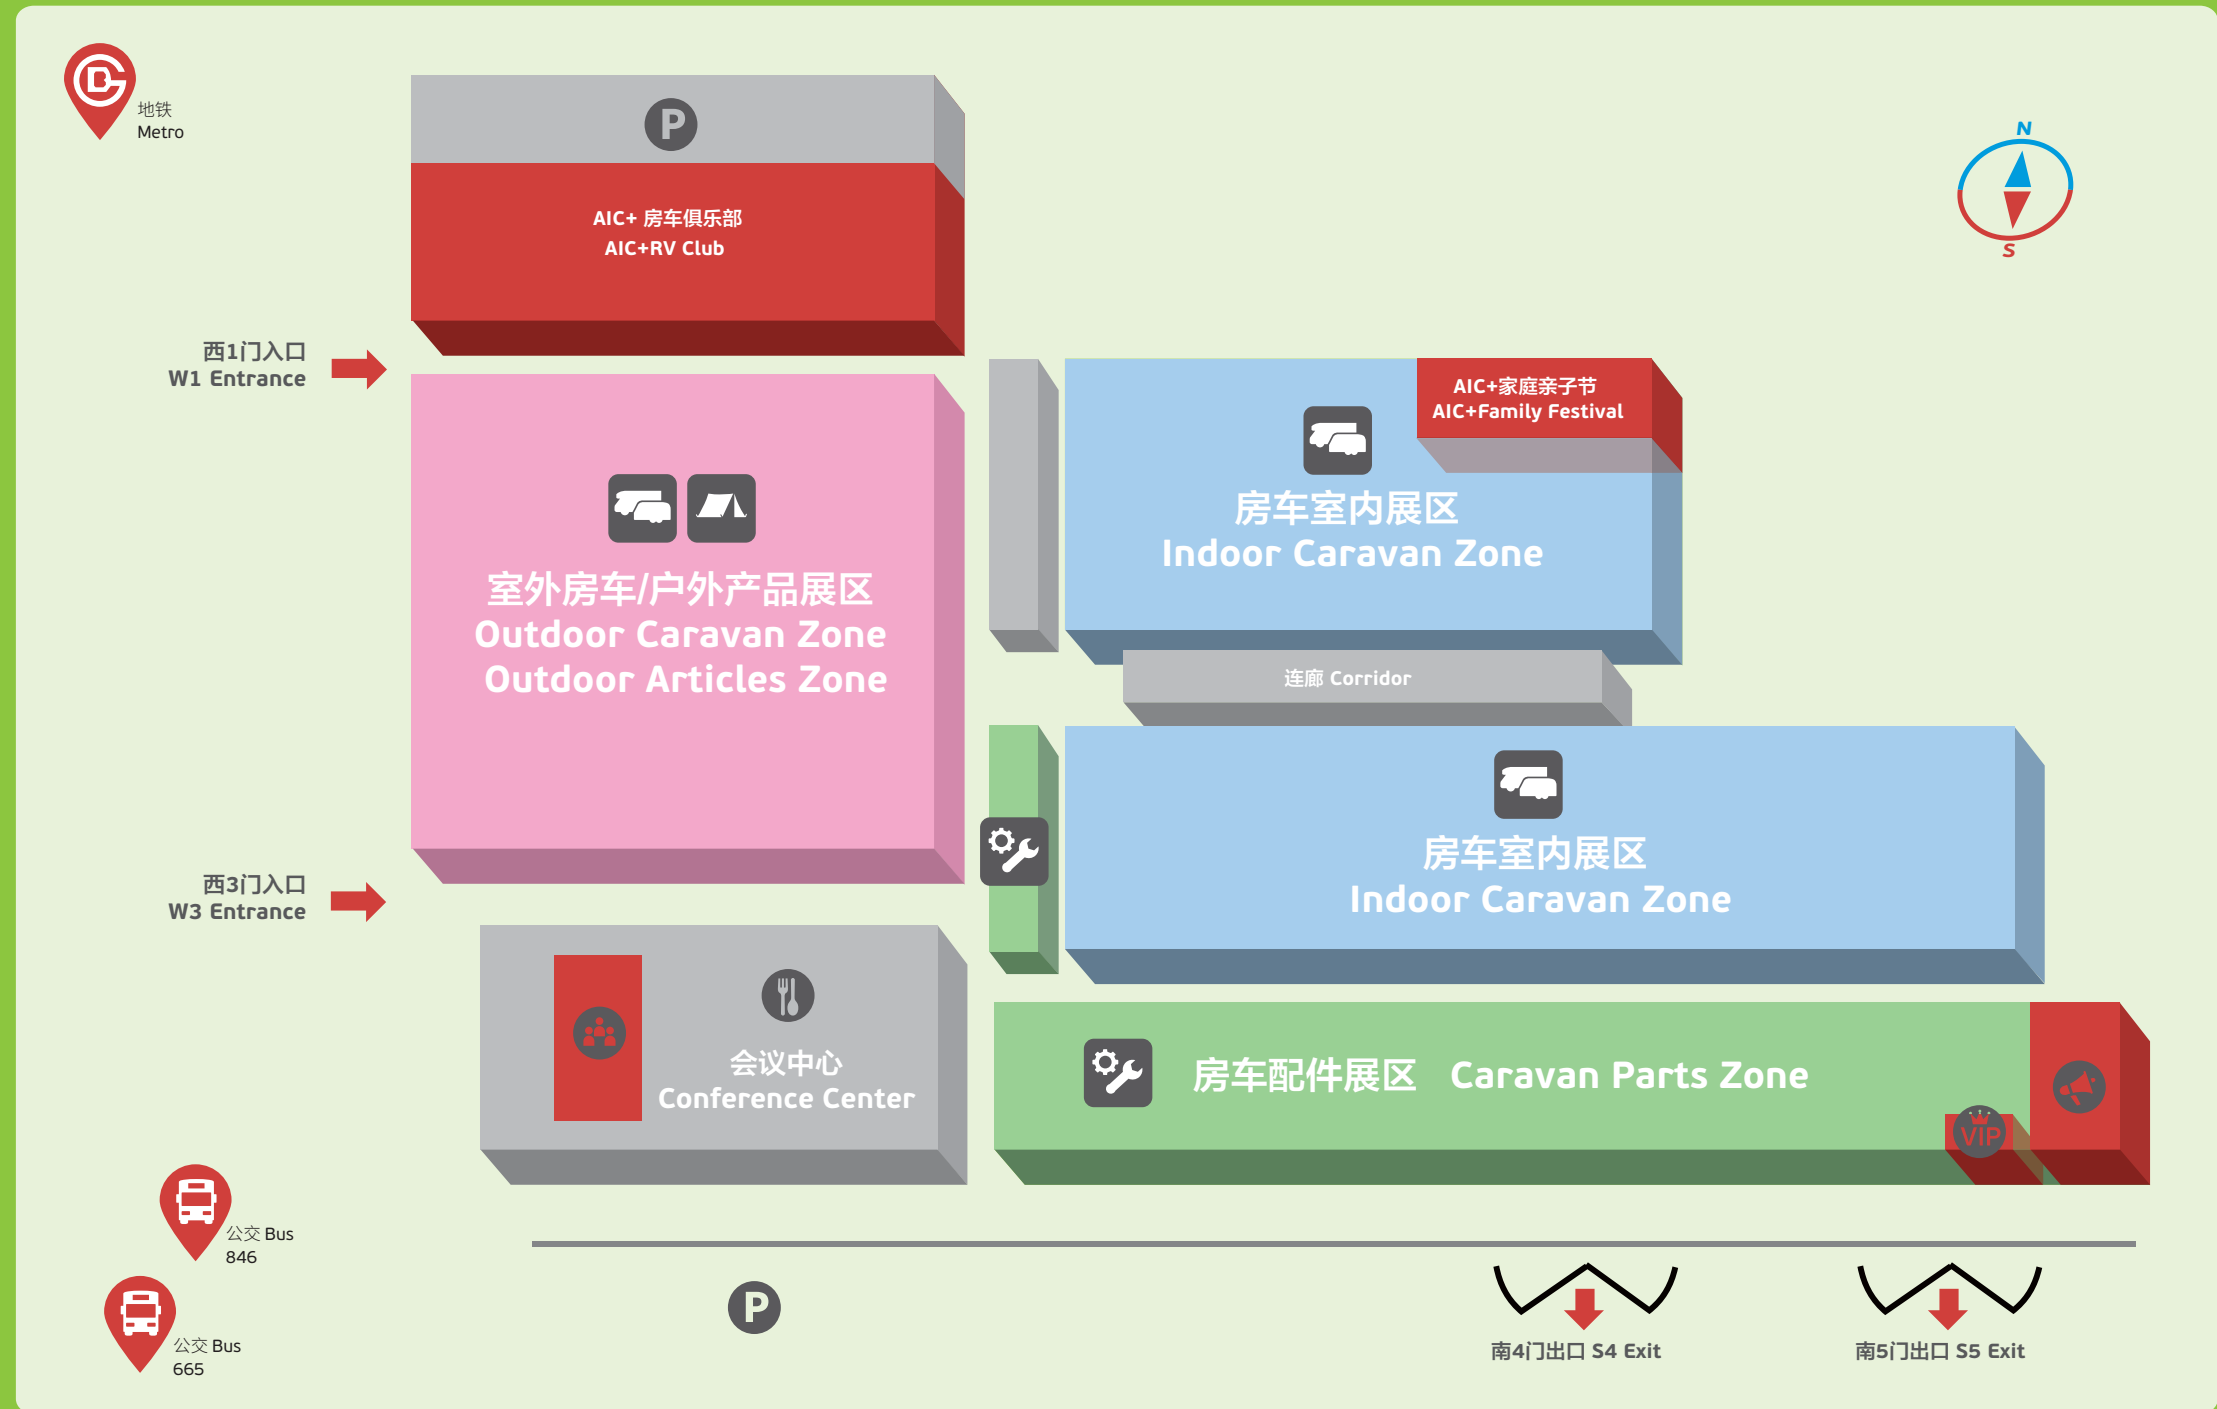 地铁
Metro
P
N
S
AIC+ 房车俱乐部
AIC+RV Club
西1门入口
W1 Entrance
AIC+家庭亲子节
AIC+Family Festival
房车室内展区
Indoor Caravan Zone
室外房车/户外产品展区
Outdoor Caravan Zone
Outdoor Articles Zone
连廊 Corridor
房车室内展区
Indoor Caravan Zone
西3门入口
W3 Entrance
会议中心
Conference Center
房车配件展区 Caravan Parts Zone
VIP
公交 Bus
846
公交 Bus
665
P
南4门出口 S4 Exit
南5门出口 S5 Exit